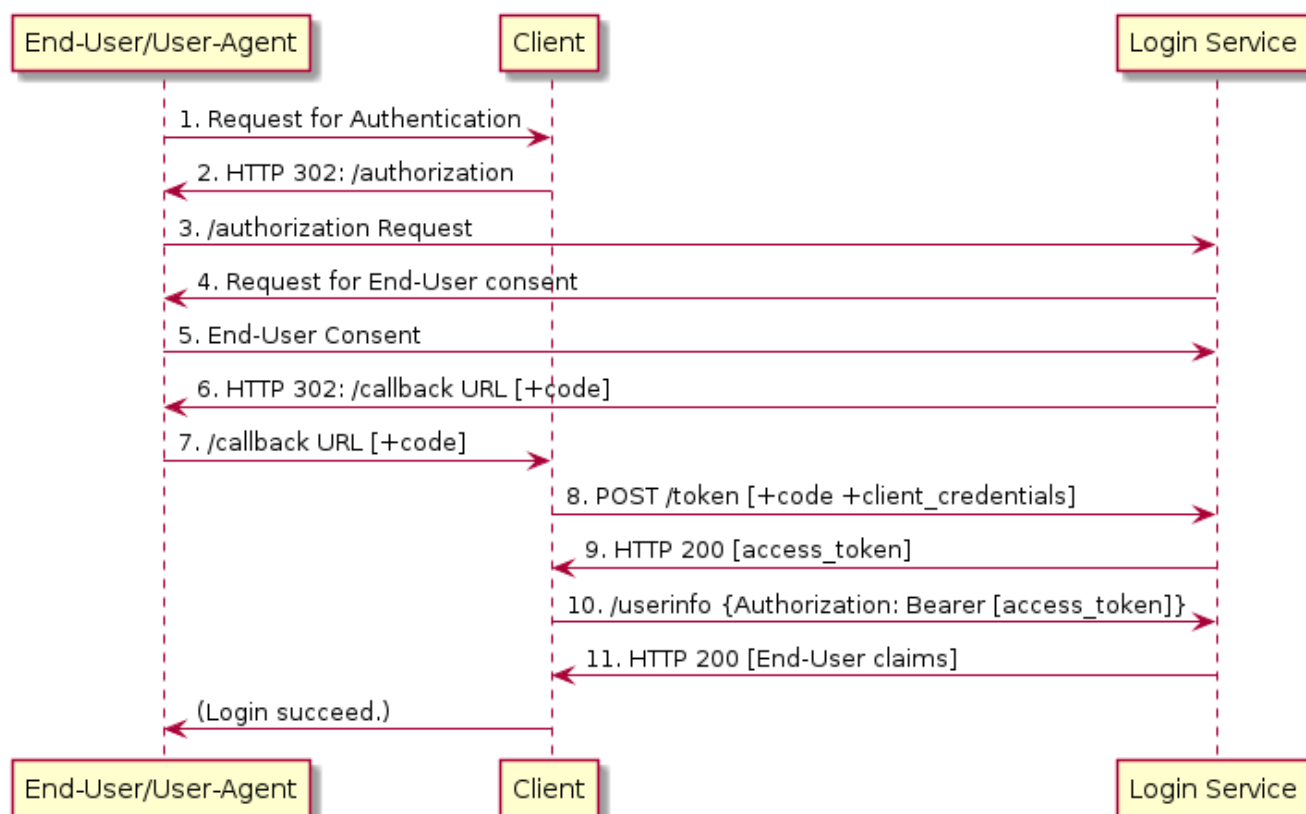 End-User/User-Agent
Client
Login Service
1. Request for Authentication
2. HTTP 302: /authorization
3. /authorization Request
4. Request for End-User consent
5. End-User Consent
6. HTTP 302: /callback URL [+code]
7. /callback URL [+code]
8. POST /token [+code +client_credentials]
9. HTTP 200 [access_token]
10. /userinfo {Authorization: Bearer [access_token]}
11. HTTP 200 [End-User claims]
(Login succeed.)
End-User/User-Agent
Client
Login Service